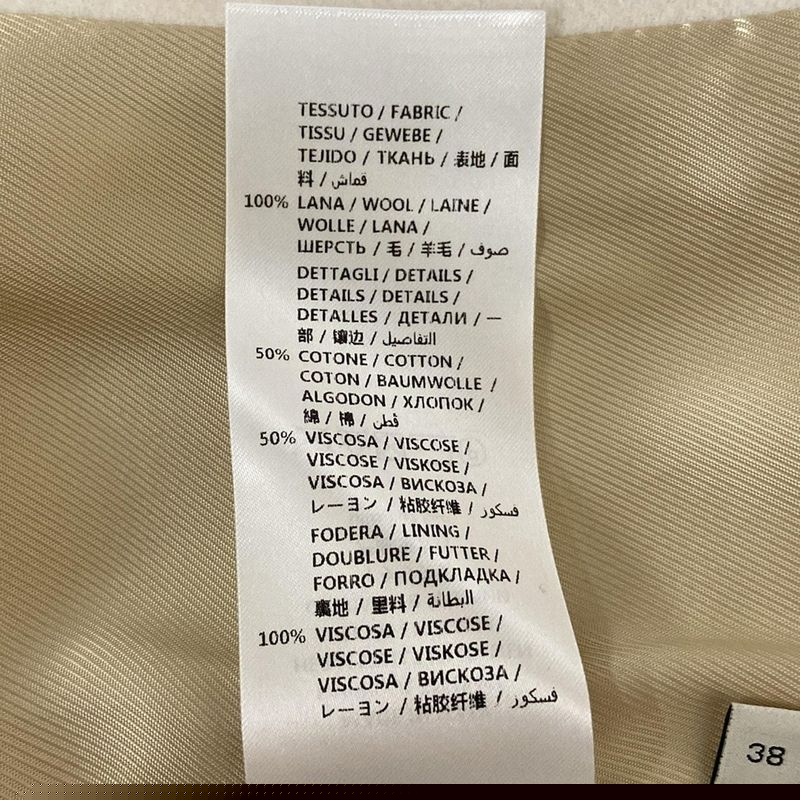 TESSUTO / FABRIC /
TISSU / GEWEBE /
TEJIDO / ТКАНЬ / 表地 / 面
料 / قماش
100% LANA / WOOL / LAINE /
WOLLE / LANA /
ШЕРСТЬ / 毛 / 羊毛 / صوف
DETTAGLI / DETAILS /
DETAILS / DETAILS /
DETALLES / ДЕТАЛИ / 一
部 / 镶边 / التفاصيل
50% COTONE / COTTON /
COTON / BAUMWOLLE /
ALGODON / ХЛОПОК /
綿 / 棉 / قطن
50% VISCOSA / VISCOSE /
VISCOSE / VISKOSE /
VISCOSA / ВИСКОЗА /
レーヨン / 粘胶纤维 / فسكور
FODERA / LINING /
DOUBLURE / FUTTER /
FORRO / ПОДКЛАДКА /
裏地 / 里料 / البطانة
100% VISCOSA / VISCOSE /
VISCOSE / VISKOSE /
VISCOSA / ВИСКОЗА /
レーヨン / 粘胶纤维 / فسكور
38